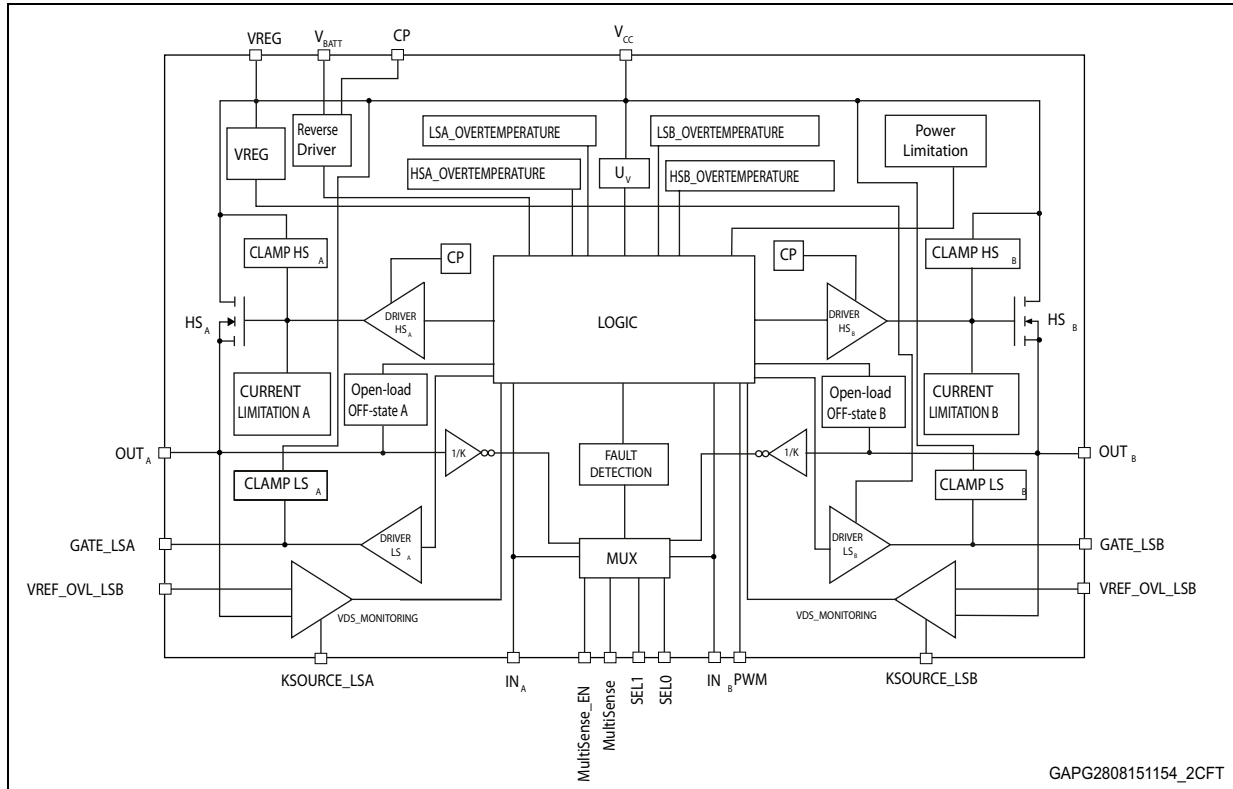 VREG
V BATT
CP
V CC
VREG
Reverse
Driver
LSA_OVERTEMPERATURE
HSA_OVERTEMPERATURE
U V
LSB_OVERTEMPERATURE
HSB_OVERTEMPERATURE
Power
Limitation
CLAMP HS A
CP
CP
CLAMP HS B
HS A
DRIVER
HS A
LOGIC
DRIVER
HS B
HS B
CURRENT
LIMITATION A
Open-load
OFF-state A
Open-load
OFF-state B
CURRENT
LIMITATION B
OUT A
1/K
FAULT
DETECTION
1/K
OUT B
CLAMP LS A
CLAMP LS B
GATE_LSA
DRIVER
LS A
MUX
DRIVER
LS B
GATE_LSB
VREF_OVL_LSB
VDS_MONITORING
VDS_MONITORING
VREF_OVL_LSB
KSOURCE_LSA
IN A
MultiSense_EN
MultiSense
SEL1
SEL0
IN B
PWM
KSOURCE_LSB
GAPG2808151154_2CFT